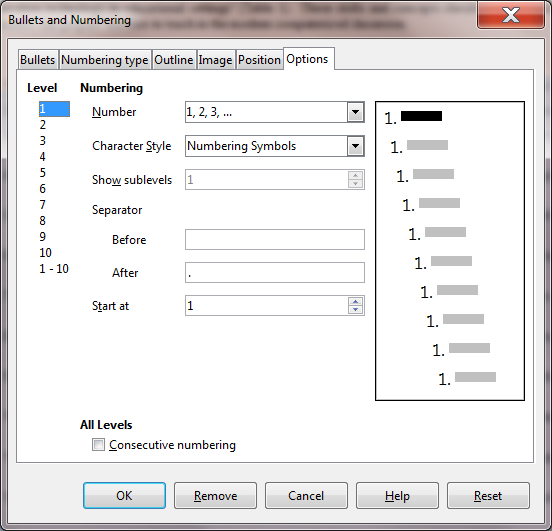 Bullets and Numbering
Bullets Numbering type Outline Image Position Options
Level Numbering
1
2
3
4
5
6
7
8
9
10
1 - 10
Number 1, 2, 3, ...
Character Style Numbering Symbols
Show sublevels 1
Separator
Before
After .
Start at 1
1.
1.
1.
1.
1.
1.
1.
1.
1.
1.
All Levels
Consecutive numbering
OK Remove Cancel Help Reset